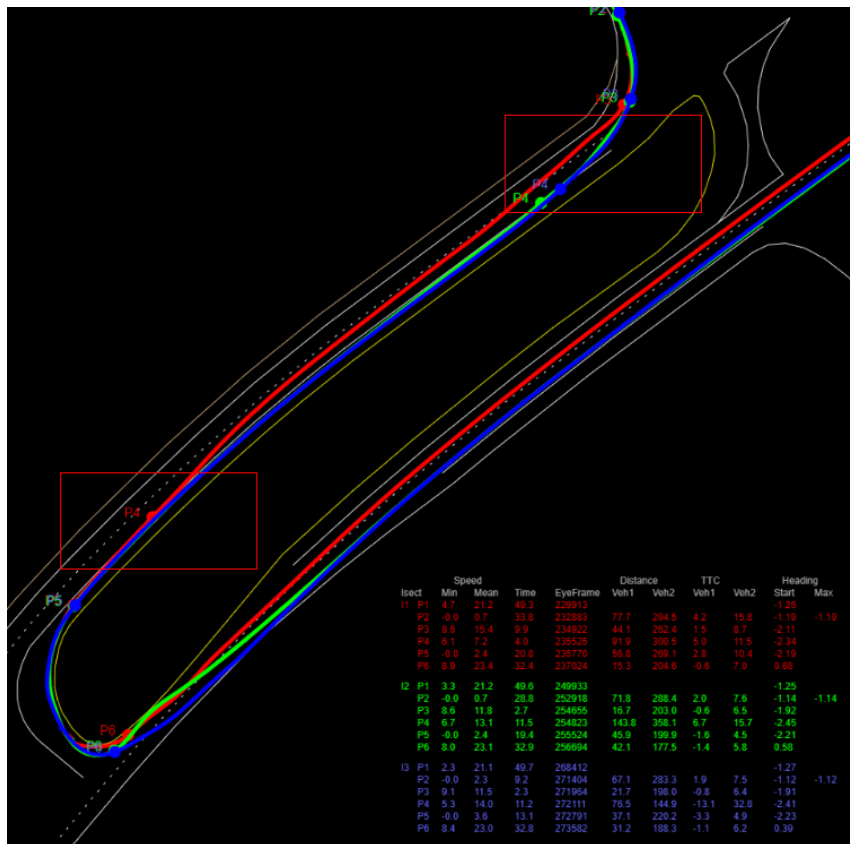 P2
P3
P4
P4
P4
P5
P6
P6
Speed Distance TTC Heading
Isect Min Mean Time EyeFrame Veh1 Veh2 Veh1 Veh2 Start Max
I1 P1 4.7 21.2 49.3 229913 -1.26
P2 -0.0 0.7 33.8 232883 77.7 294.5 4.2 15.8 -1.19 -1.19
P3 8.6 15.4 9.9 234922 44.1 262.4 1.5 8.7 -2.11
P4 6.1 7.2 4.0 235525 91.9 300.5 5.8 11.5 -2.34
P5 -0.0 2.4 20.8 235770 56.8 269.1 2.8 10.4 -2.19
P6 8.9 23.4 32.4 237024 15.3 204.6 -0.6 7.0 0.68
I2 P1 3.3 21.2 49.6 249933 -1.25
P2 -0.0 0.7 28.8 252918 71.8 288.4 2.0 7.6 -1.14 -1.14
P3 8.6 11.8 2.7 254655 16.7 203.0 -0.6 6.5 -1.92
P4 6.7 13.1 11.5 254823 143.8 358.1 6.7 15.7 -2.45
P5 -0.0 2.4 19.4 255524 45.9 199.9 -1.6 4.5 -2.21
P6 8.0 23.1 32.9 256694 42.1 177.5 -1.4 5.8 0.58
I3 P1 2.3 21.1 49.7 268412 -1.27
P2 -0.0 2.3 9.2 271404 67.1 283.3 1.9 7.5 -1.12 -1.12
P3 9.1 11.5 2.3 271964 21.7 198.0 -0.8 6.4 -1.91
P4 5.3 14.0 11.2 272111 76.5 144.9 -13.1 32.8 -2.41
P5 -0.0 3.6 13.1 272791 37.1 220.2 -3.3 4.9 -2.23
P6 8.4 23.0 32.8 273582 31.2 188.3 -1.1 6.2 0.39